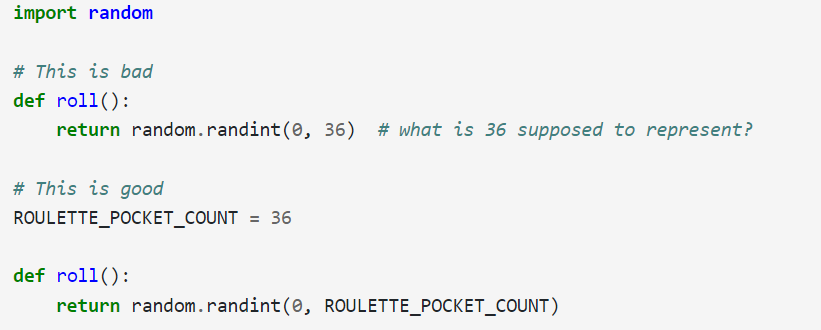 import random
# This is bad
def roll():
    return random.randint(0, 36)  # what is 36 supposed to represent?
# This is good
ROULETTE_POCKET_COUNT = 36
def roll():
    return random.randint(0, ROULETTE_POCKET_COUNT)